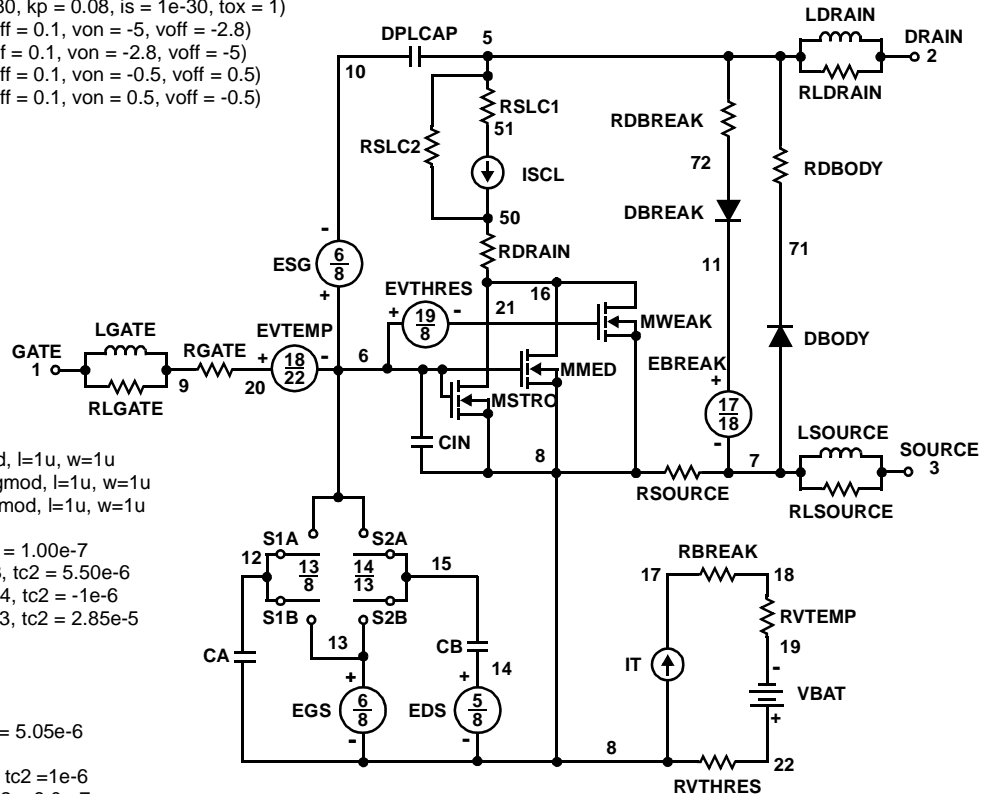 30, kp = 0.08, is = 1e-30, tox = 1)
ff = 0.1, von = -5, voff = -2.8)
f = 0.1, von = -2.8, voff = -5)
ff = 0.1, von = -0.5, voff = 0.5)
ff = 0.1, von = 0.5, voff = -0.5)
LDRAIN
DPLCAP
5
DRAIN
2
10
RLDRAIN
RSLC1
51
RDBREAK
RSLC2
72
RDBODY
ISCL
DBREAK
50
RDRAIN
71
-
ESG
6
8
+
11
EVTHRES
+
19
8
-
16
21
MWEAK
LGATE
EVTEMP
DBODY
GATE
1
RGATE
+
18
22
-
6
MMED
EBREAK
+
9
20
MSTRO
17
18
RLGATE
-
LSOURCE
CIN
8
7
SOURCE
3
RSOURCE
RLSOURCE
d, l=1u, w=1u
gmod, l=1u, w=1u
mod, l=1u, w=1u
= 1.00e-7
, tc2 = 5.50e-6
4, tc2 = -1e-6
3, tc2 = 2.85e-5
S1A
S2A
12
13
8
14
13
15
S1B
S2B
RBREAK
17
18
RVTEMP
13
CB
19
CA
14
IT
-
VBAT
+
+
EGS
6
8
-
+
EDS
5
8
-
= 5.05e-6
8
22
RVTHRES
tc2 =1e-6